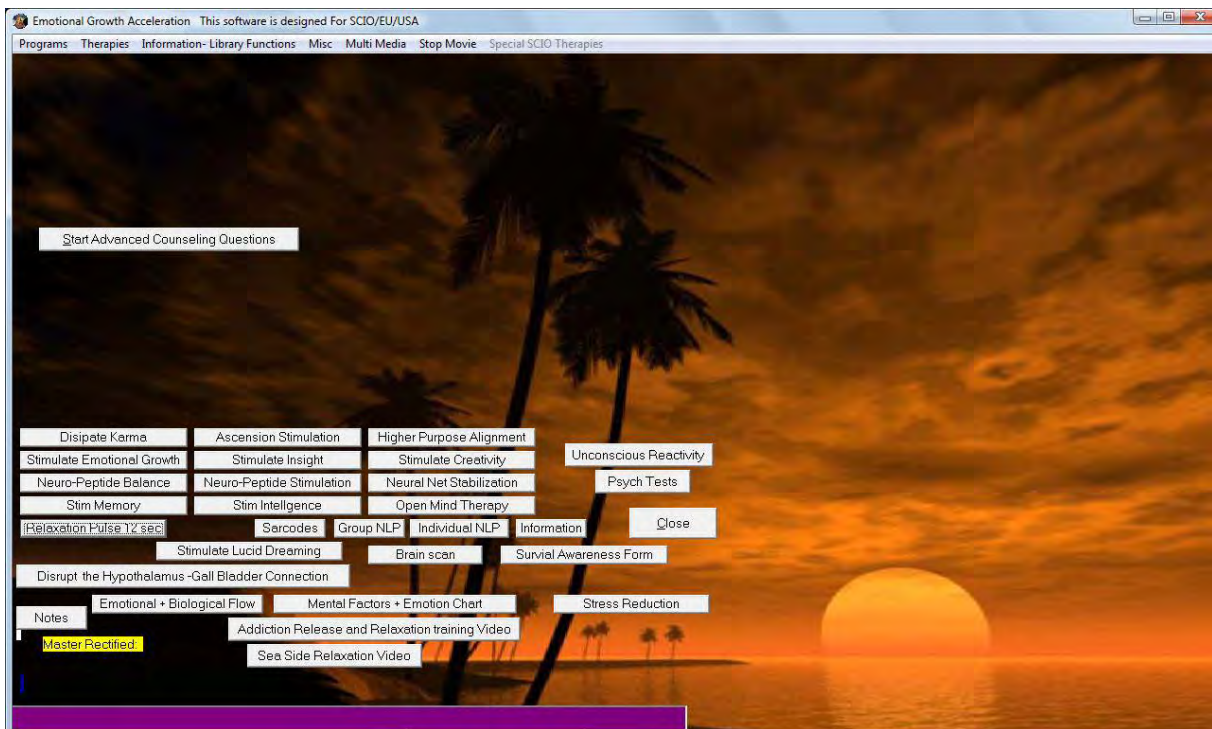 Emotional Growth Acceleration This software is designed For SCIO/EU/USA
Programs Therapies Information- Library Functions Misc Multi Media Stop Movie Special SCIO Therapies
Start Advanced Counseling Questions
Disipate Karma Ascension Stimulation Higher Purpose Alignment
Stimulate Emotional Growth Stimulate Insight Stimulate Creativity Unconscious Reactivity
Neuro-Peptide Balance Neuro-Peptide Stimulation Neural Net Stabilization Psych Tests
Stim Memory Stim Intellgence Open Mind Therapy
Relaxation Pulse 12 sec Sarcodes Group NLP Individual NLP Information Close
Stimulate Lucid Dreaming Brain scan Survial Awareness Form
Disrupt the Hypothalamus -Gall Bladder Connection
Emotional + Biological Flow Mental Factors + Emotion Chart Stress Reduction
Notes
Addiction Release and Relaxation training Video
Master Rectified:
Sea Side Relaxation Video